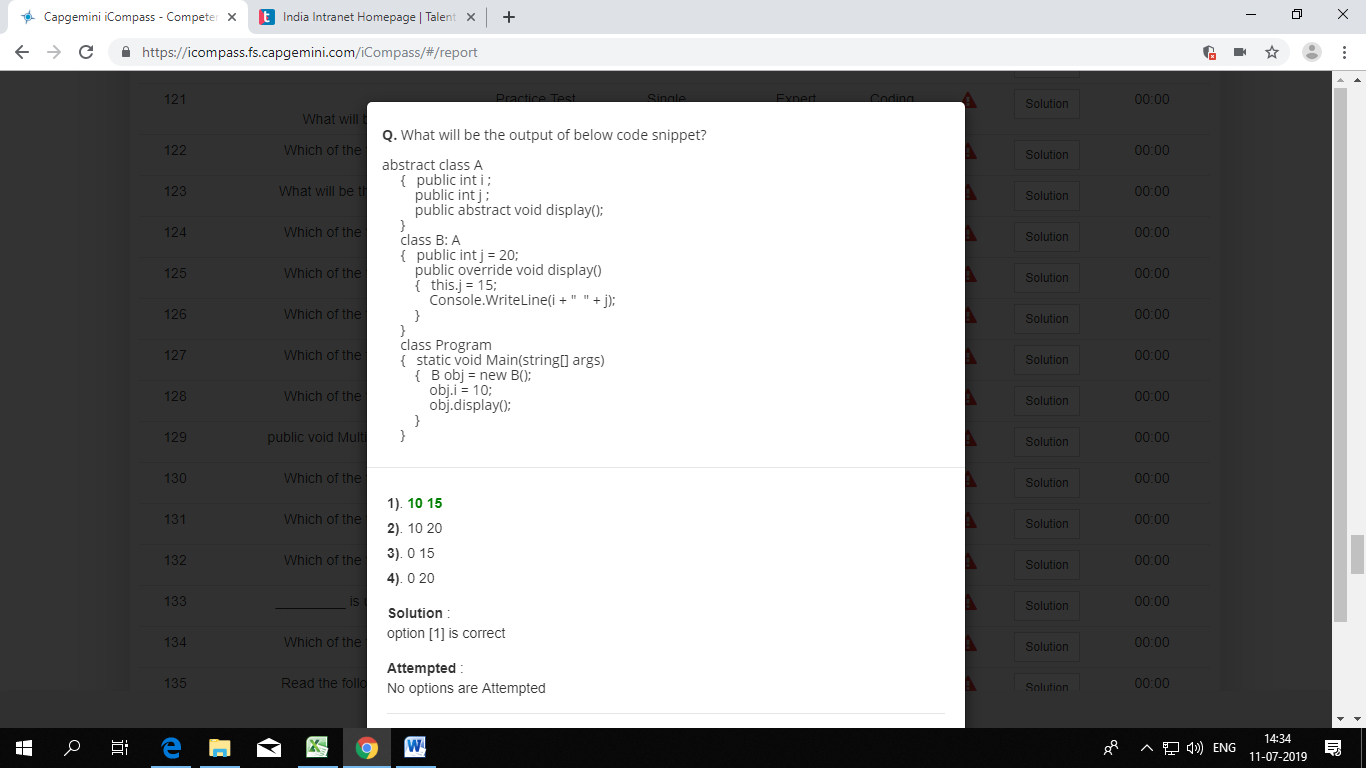 Capgemini iCompass - Competer
India Intranet Homepage | Talent
https://icompass.fs.capgemini.com/iCompass/#/report
121 Practice Test Single Expert Coding Solution 00:00
What will b
122 Which of the Solution 00:00
123 What will be th Solution 00:00
124 Which of the Solution 00:00
125 Which of the Solution 00:00
126 Which of the Solution 00:00
127 Which of the Solution 00:00
128 Which of the Solution 00:00
129 public void Multi Solution 00:00
130 Which of the Solution 00:00
131 Which of the Solution 00:00
132 Which of the Solution 00:00
133 _________ is u Solution 00:00
134 Which of the Solution 00:00
135 Read the follo Solution 00:00
Q. What will be the output of below code snippet?
abstract class A
{ public int i ;
public int j ;
public abstract void display();
}
class B: A
{ public int j = 20;
public override void display()
{ this.j = 15;
Console.WriteLine(i + " " + j);
}
}
class Program
{ static void Main(string[] args)
{ B obj = new B();
obj.i = 10;
obj.display();
}
}
1). 10 15
2). 10 20
3). 0 15
4). 0 20
Solution :
option [1] is correct
Attempted :
No options are Attempted
ENG
14:34
11-07-2019